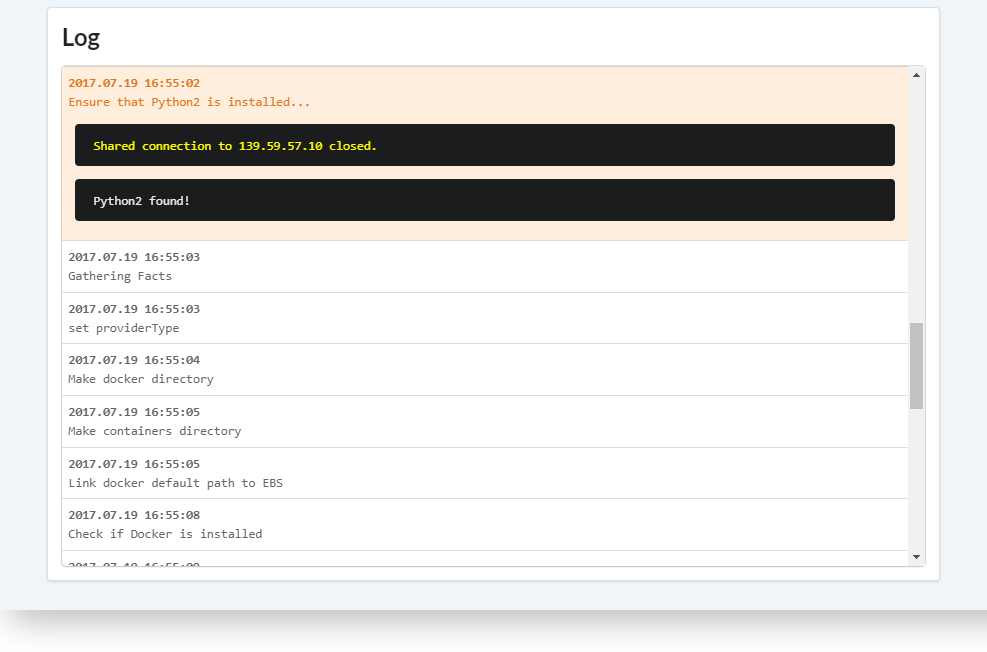 Log
2017.07.19 16:55:02
Ensure that Python2 is installed...
Shared connection to 139.59.57.10 closed.
Python2 found!
2017.07.19 16:55:03
Gathering Facts
2017.07.19 16:55:03
set providerType
2017.07.19 16:55:04
Make docker directory
2017.07.19 16:55:05
Make containers directory
2017.07.19 16:55:05
Link docker default path to EBS
2017.07.19 16:55:08
Check if Docker is installed